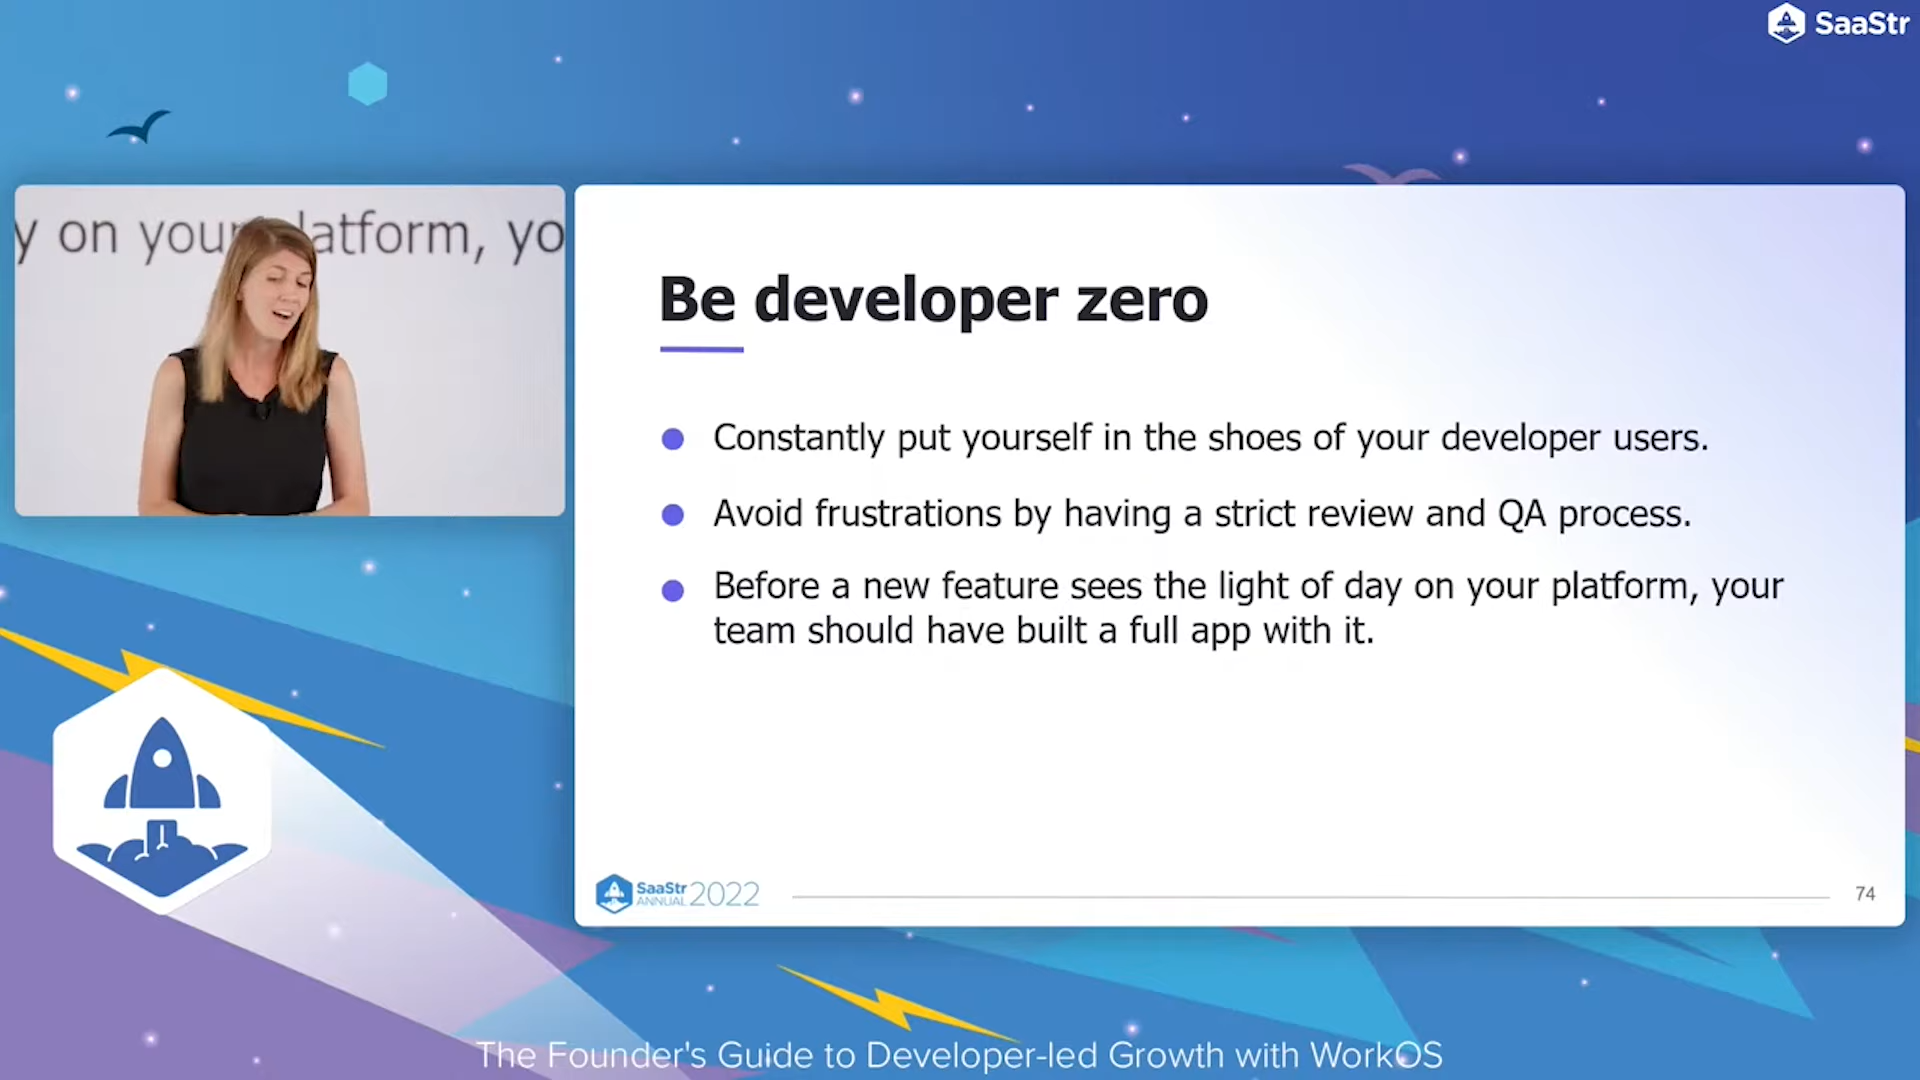 SaaStr
y on your platform, yo
Be developer zero
Constantly put yourself in the shoes of your developer users.
Avoid frustrations by having a strict review and QA process.
Before a new feature sees the light of day on your platform, your
team should have built a full app with it.
SaaStr
ANNUAL 2022
74
The Founder's Guide to Developer-led Growth with WorkOS